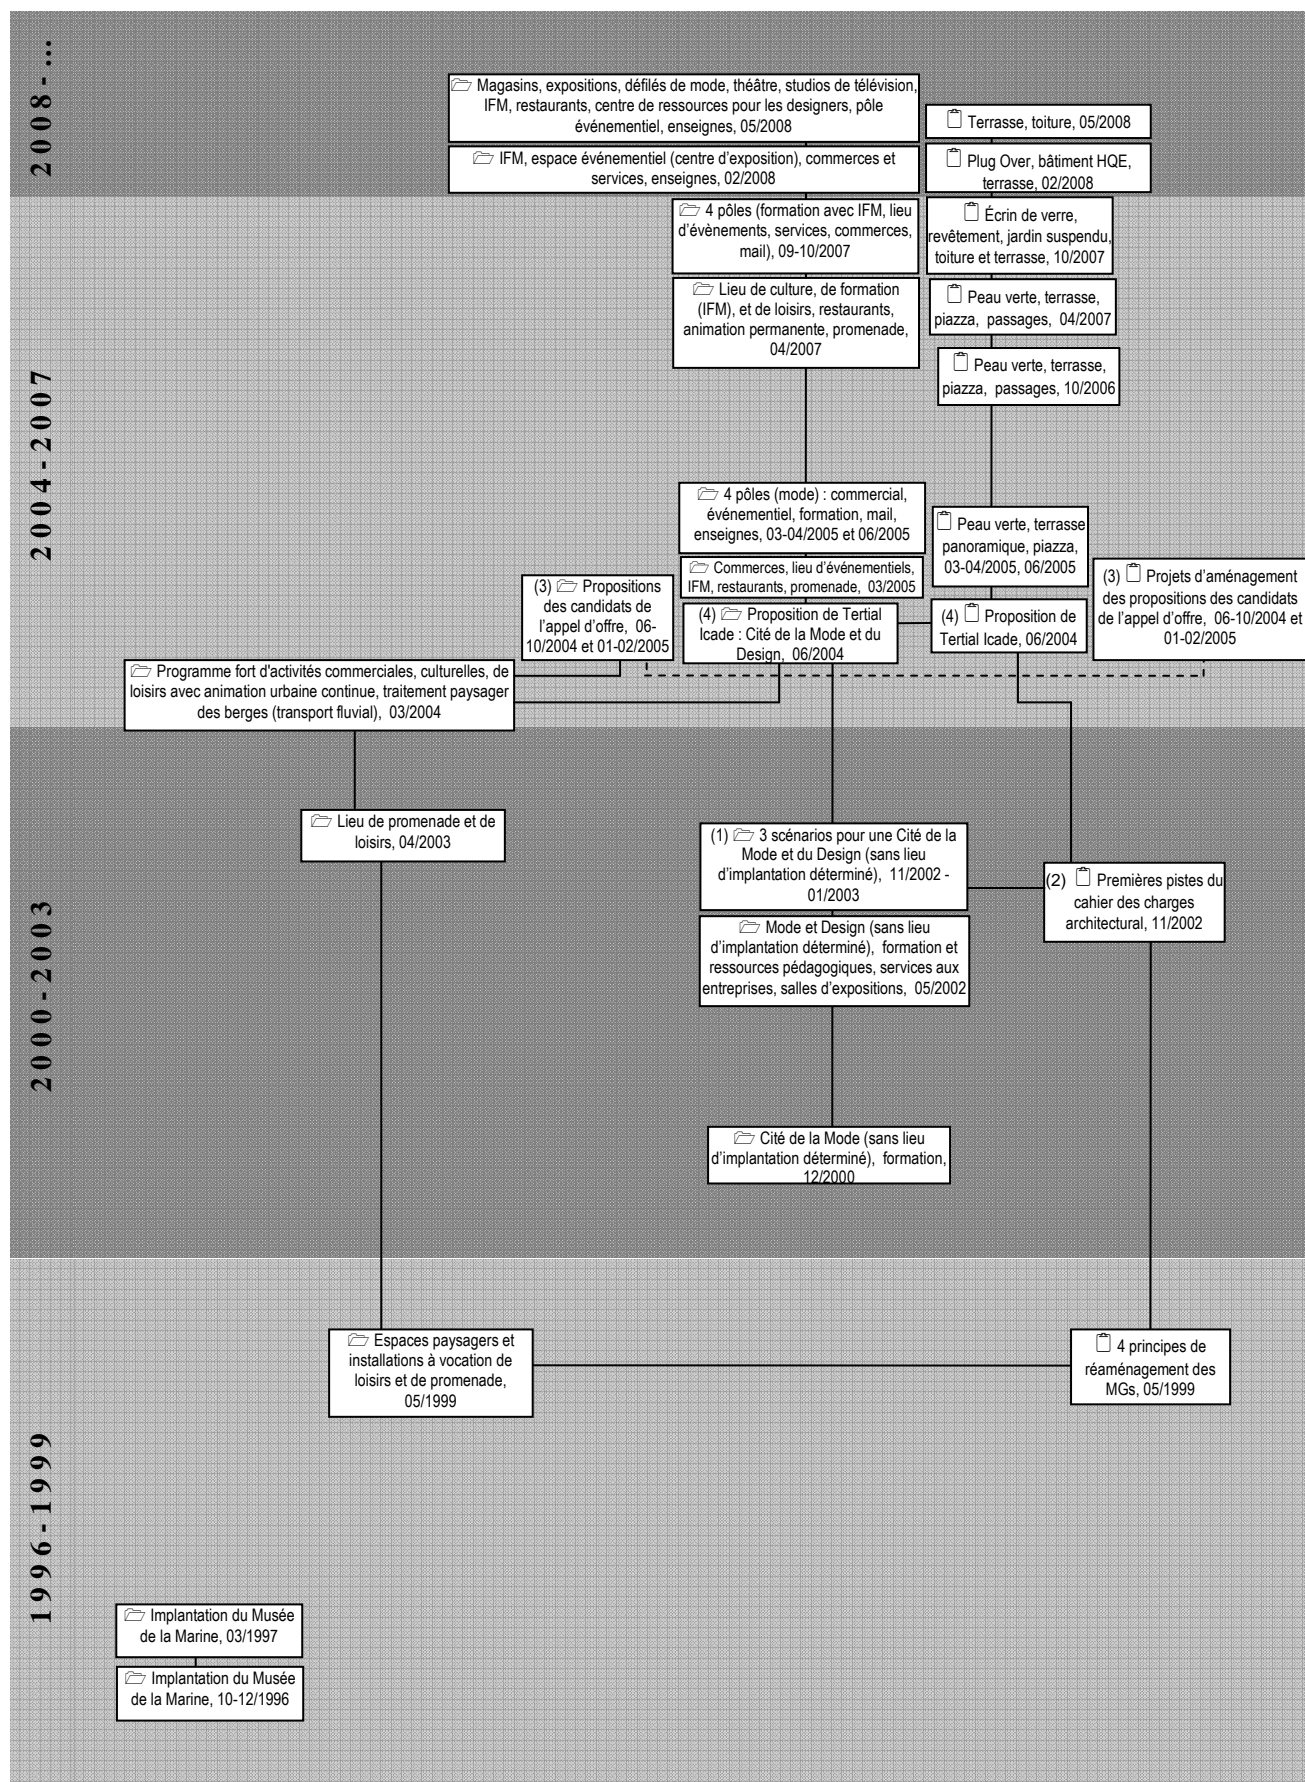 2008-...
Magasins, expositions, défilés de mode, théâtre, studios de télévision,
IFM, restaurants, centre de ressources pour les designers, pôle
événementiel, enseignes, 05/2008
Terrasse, toiture, 05/2008
IFM, espace événementiel (centre d'exposition), commerces et
services, enseignes, 02/2008
Plug Over, bâtiment HQE,
terrasse, 02/2008
2004-2007
4 pôles (formation avec IFM, lieu
d'évènements, services, commerces,
mail), 09-10/2007
Écrin de verre,
revêtement, jardin suspendu,
toiture et terrasse, 10/2007
Lieu de culture, de formation
(IFM), et de loisirs, restaurants,
animation permanente, promenade,
04/2007
Peau verte, terrasse,
piazza, passages, 04/2007
Peau verte, terrasse,
piazza, passages, 10/2006
4 pôles (mode) : commercial,
événementiel, formation, mail,
enseignes, 03-04/2005 et 06/2005
Peau verte, terrasse
panoramique, piazza,
03-04/2005, 06/2005
Commerces, lieu d'événementiels,
IFM, restaurants, promenade, 03/2005
(3) Propositions
des candidats de
l'appel d'offre, 06-
10/2004 et 01-02/2005
(3) Projets d'aménagement
des propositions des candidats
de l'appel d'offre, 06-10/2004 et
01-02/2005
(4) Proposition de Tertial
Icade : Cité de la Mode et du
Design, 06/2004
(4) Proposition de
Tertial Icade, 06/2004
Programme fort d'activités commerciales, culturelles, de
loisirs avec animation urbaine continue, traitement paysager
des berges (transport fluvial), 03/2004
2000-2003
Lieu de promenade et de
loisirs, 04/2003
(1) 3 scénarios pour une Cité de la
Mode et du Design (sans lieu
d'implantation déterminé), 11/2002 -
01/2003
(2) Premières pistes du
cahier des charges
architectural, 11/2002
Mode et Design (sans lieu
d'implantation déterminé), formation et
ressources pédagogiques, services aux
entreprises, salles d'expositions, 05/2002
Cité de la Mode (sans lieu
d'implantation déterminé), formation,
12/2000
1996-1999
Espaces paysagers et
installations à vocation de
loisirs et de promenade,
05/1999
4 principes de
réaménagement des
MGs, 05/1999
Implantation du Musée
de la Marine, 03/1997
Implantation du Musée
de la Marine, 10-12/1996